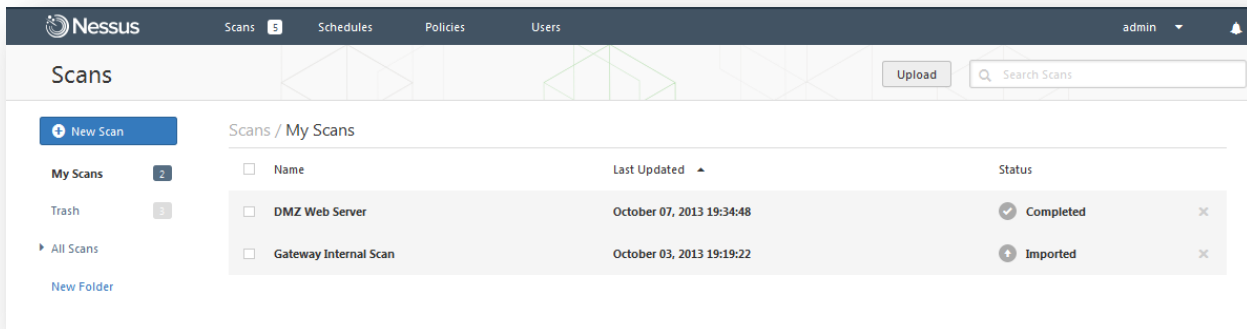 Nessus Scans 5 Schedules Policies Users admin
Scans Upload Search Scans
New Scan Scans / My Scans
My Scans 2 Name Last Updated Status
Trash 3 DMZ Web Server October 07, 2013 19:34:48 Completed
All Scans Gateway Internal Scan October 03, 2013 19:19:22 Imported
New Folder